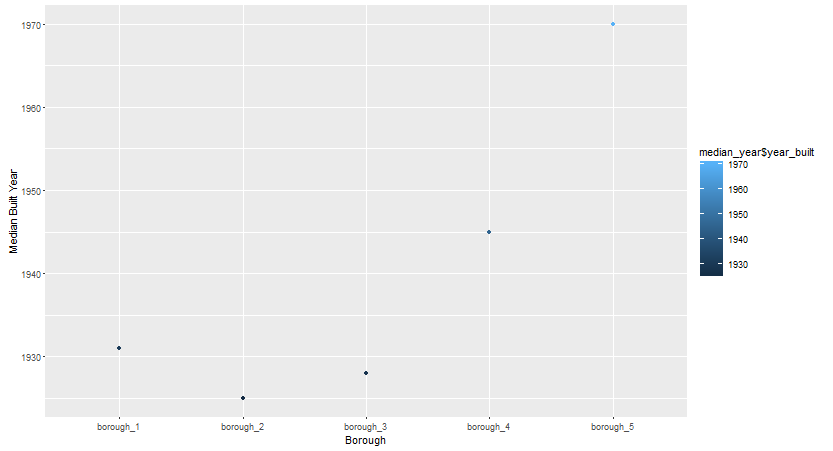 1970
1960
1950
1940
1930
Median Built Year
borough_1 borough_2 borough_3 borough_4 borough_5
Borough
median_year$year_built
1970
1960
1950
1940
1930